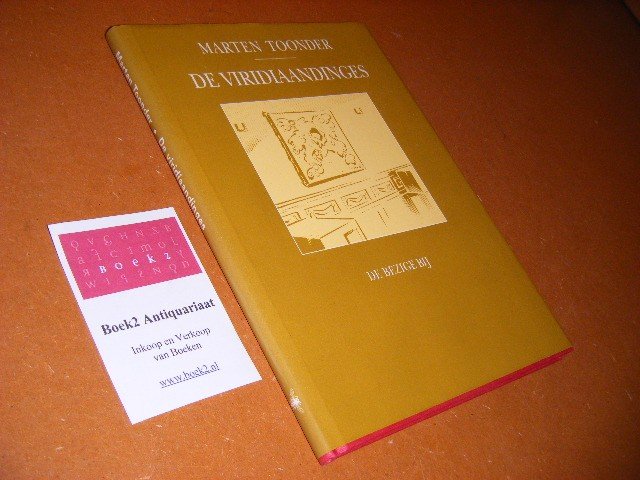 MARTEN TOONDER
DE VIRIDIAANDINGES
DE BEZIGE BIJ
Marten Toonder • De Viridiaandinges
Boek2
Boek2 Antiquariaat
Inkoop en Verkoop
van Boeken
www.boek2.nl